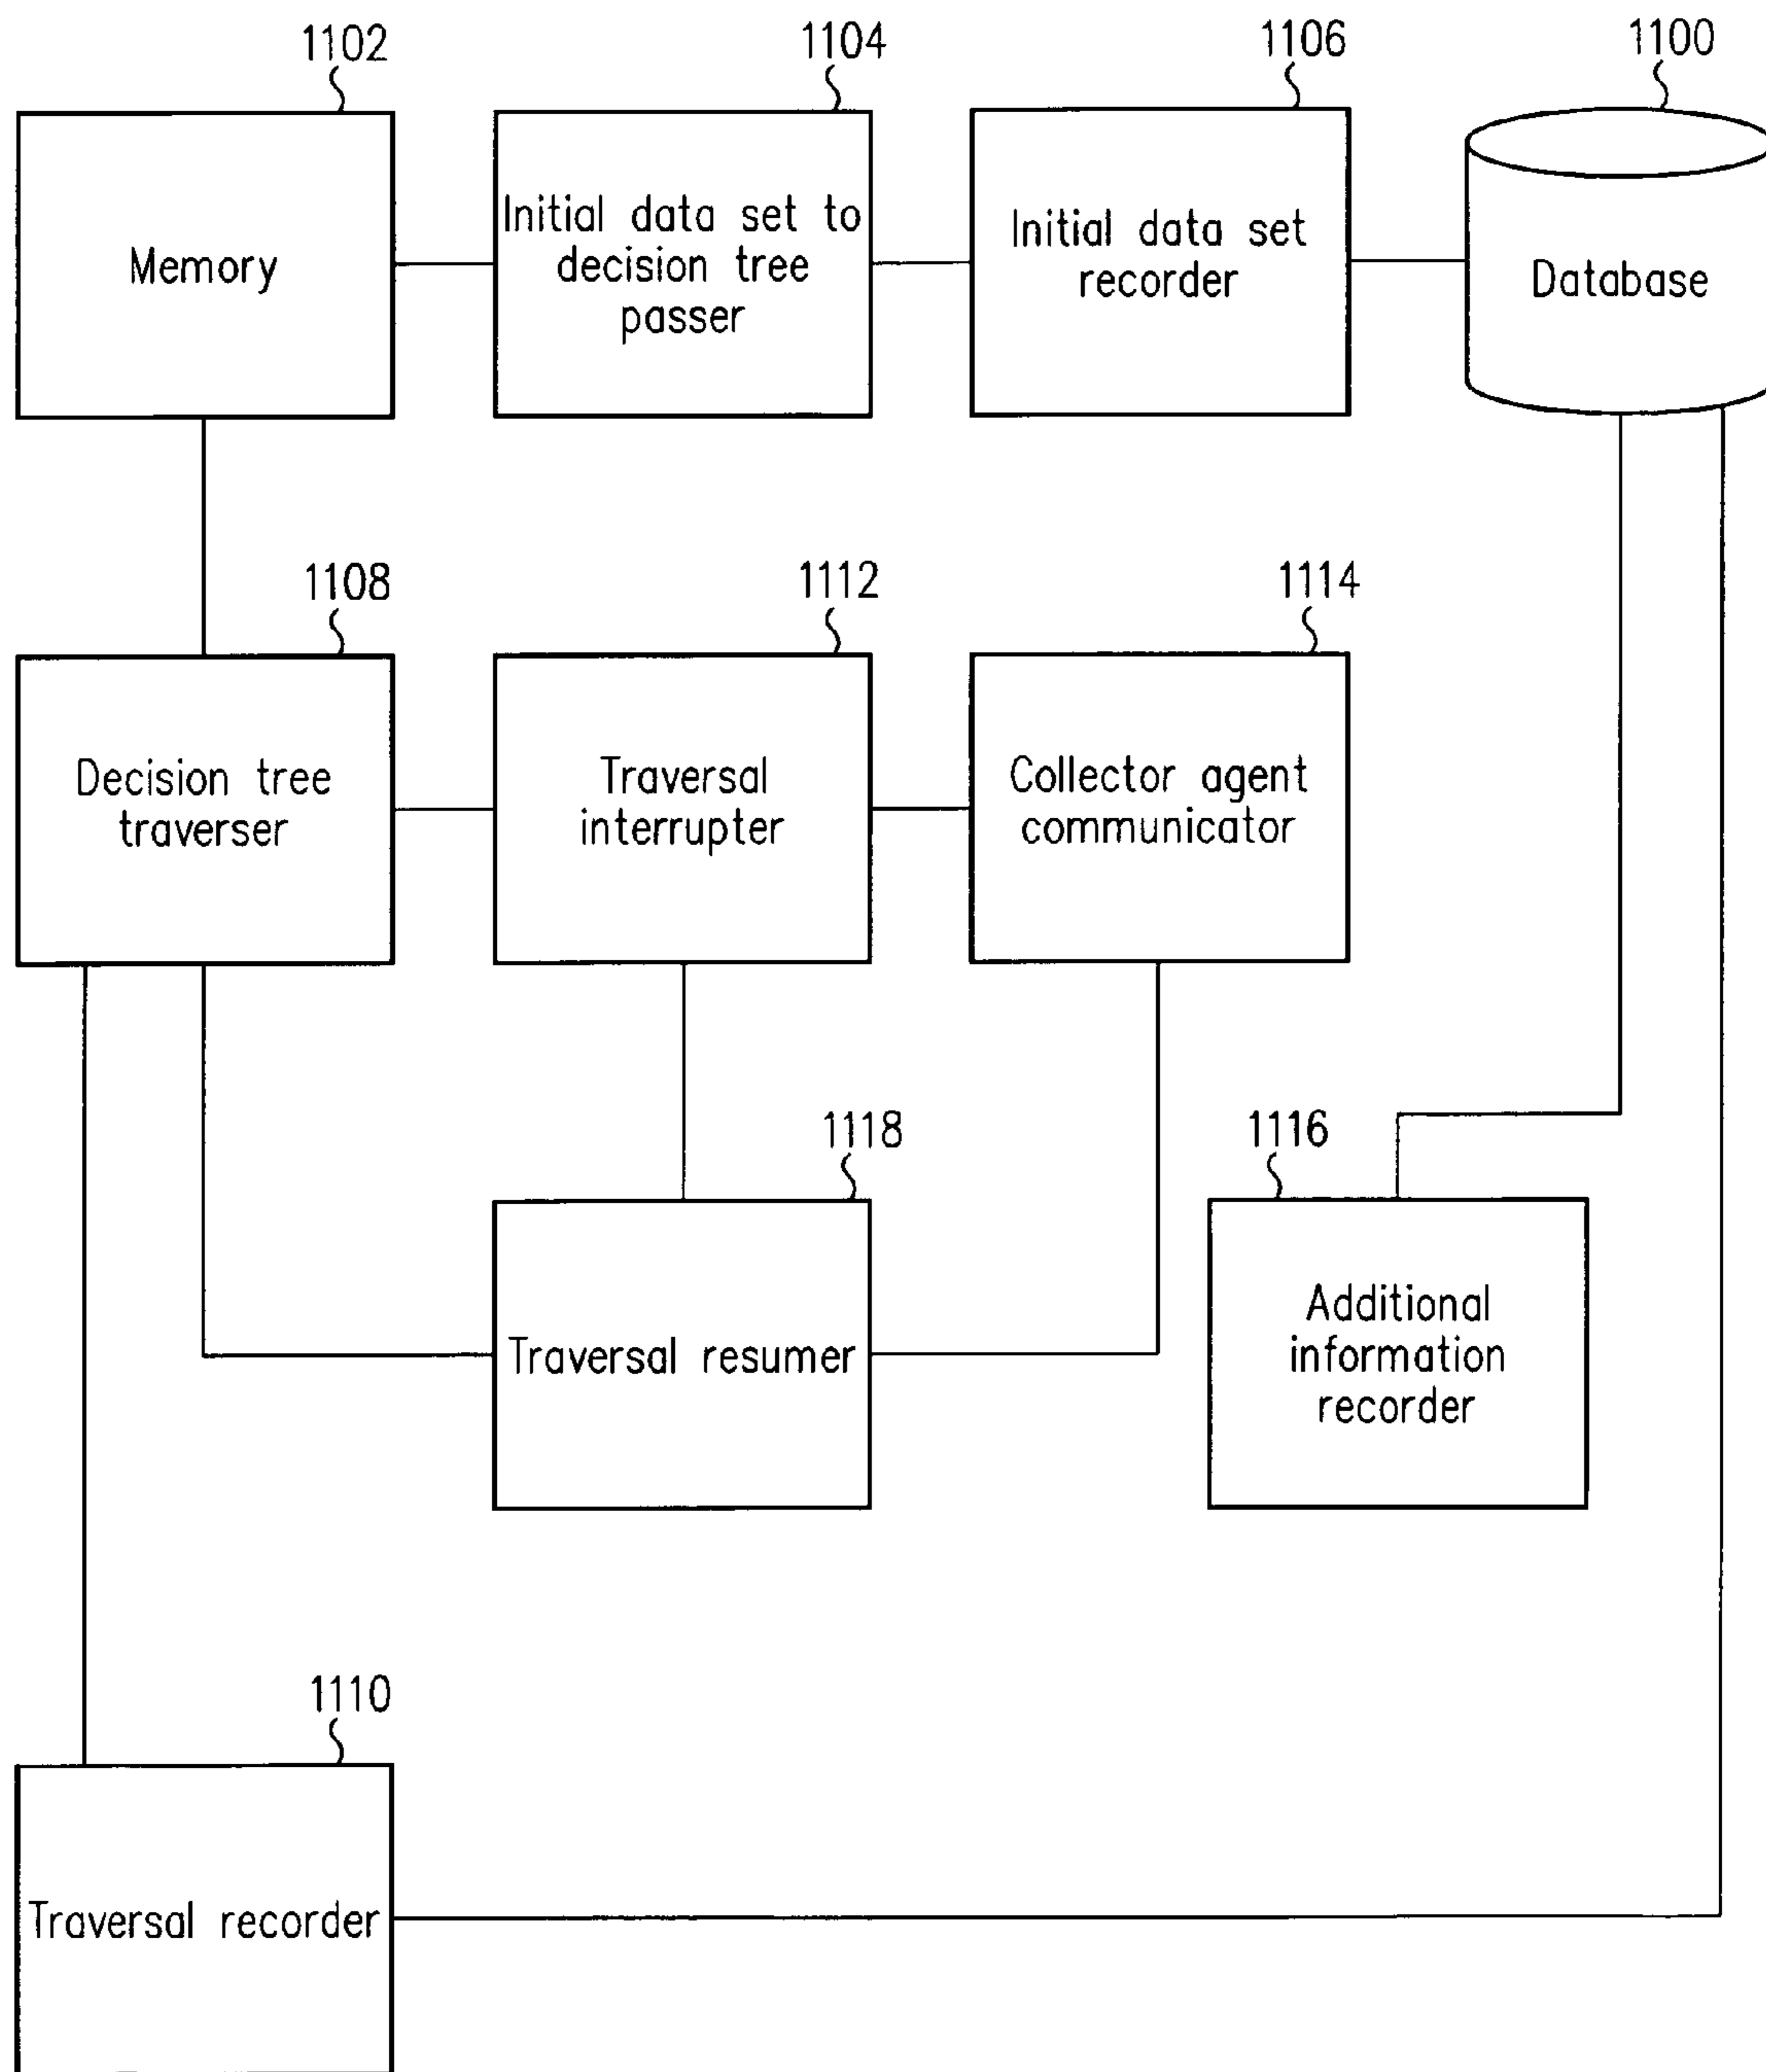 1102
1104
1106
1100
Memory
Initial data set to
decision tree
passer
Initial data set
recorder
Database
1108
1112
1114
Decision tree
traverser
Traversal
interrupter
Collector agent
communicator
1118
1116
Traversal resumer
Additional
information
recorder
1110
Traversal recorder